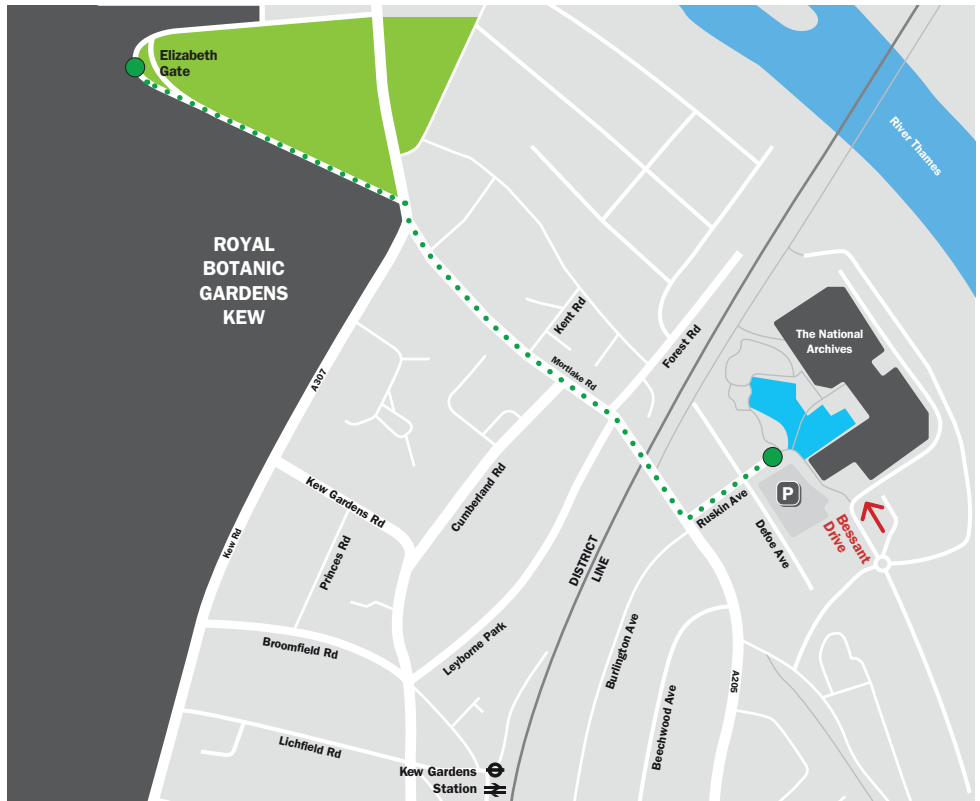 Elizabeth
Gate
River Thames
ROYAL
BOTANIC
GARDENS
KEW
Kent Rd
The National
Archives
Forest Rd
Mortlake Rd
A307
Kew Gardens Rd
Cumberland Rd
P
Ruskin Ave
Bessant
Drive
Defoe Ave
Kew Rd
Princes Rd
DISTRICT
LINE
Broomfield Rd
Leyborne Park
Burlington Ave
A205
Beechwood Ave
Lichfield Rd
Kew Gardens
Station